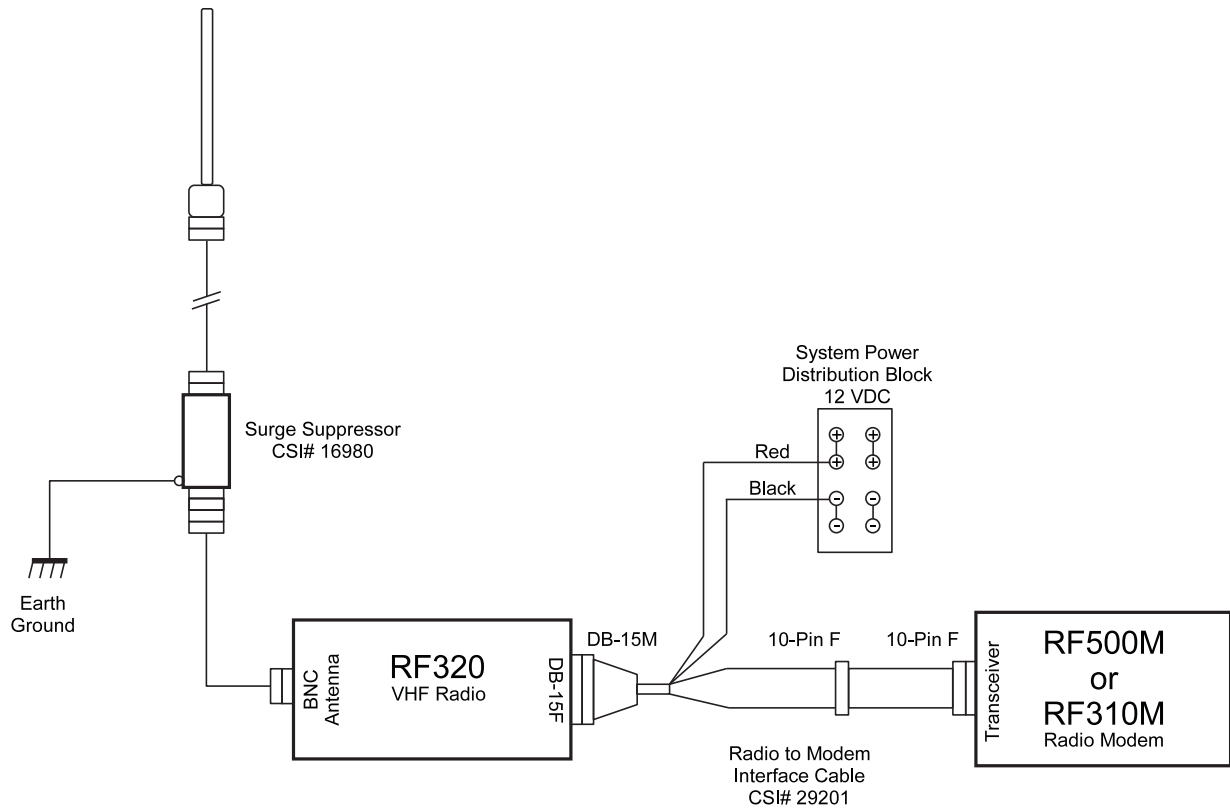 System Power
Distribution Block
12 VDC
Red
Black
Surge Suppressor
CSI# 16980
Earth
Ground
BNC
Antenna
RF320
VHF Radio
DB-15F
DB-15M
10-Pin F
10-Pin F
Radio to Modem
Interface Cable
CSI# 29201
Transceiver
RF500M
or
RF310M
Radio Modem